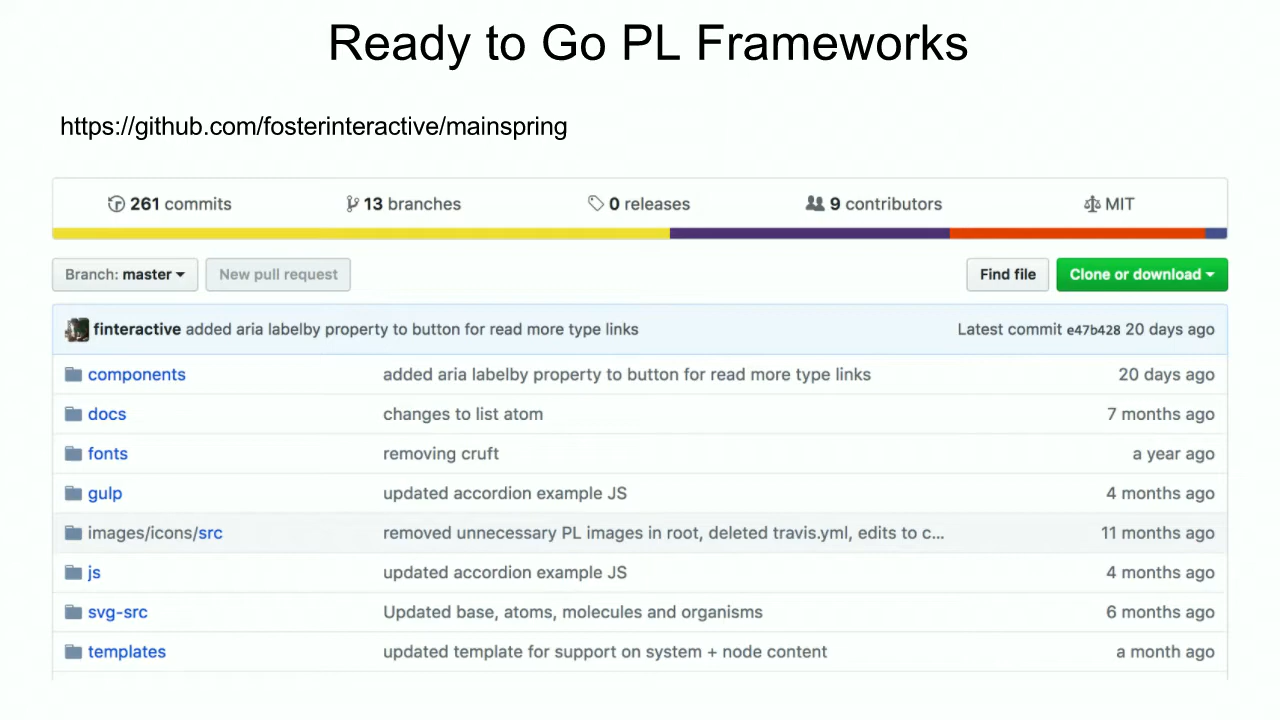 Ready to Go PL Frameworks
https://github.com/fosterinteractive/mainspring
261 commits 13 branches 0 releases 9 contributors MIT
Branch: master New pull request Find file Clone or download
finteractive added aria labelby property to button for read more type links Latest commit e47b428 20 days ago
components added aria labelby property to button for read more type links 20 days ago
docs changes to list atom 7 months ago
fonts removing cruft a year ago
gulp updated accordion example JS 4 months ago
images/icons/src removed unnecessary PL images in root, deleted travis.yml, edits to c... 11 months ago
js updated accordion example JS 4 months ago
svg-src Updated base, atoms, molecules and organisms 6 months ago
templates updated template for support on system + node content a month ago